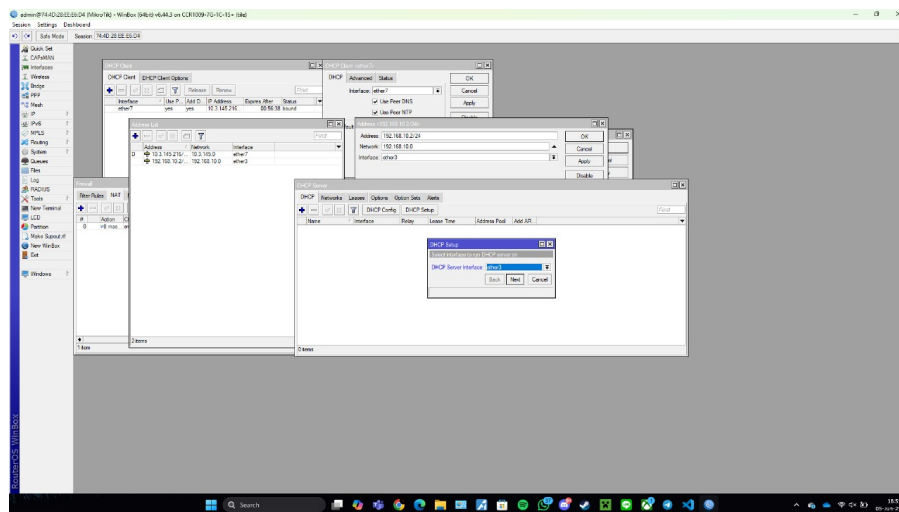 admin@74:4D:28:EE:E6:D4 (MikroTik) - WinBox (64bit) v6.44.3 on CCR1009-7G-1C-1S+ (tile)
Session Settings Dashboard
Safe Mode Session: 74:4D:28:EE:E6:D4
Quick Set
CAPsMAN
Interfaces
Wireless
Bridge
PPP
Mesh
IP
IPv6
MPLS
Routing
System
Queues
Files
Log
RADIUS
Tools
New Terminal
LCD
Partition
Make Supout.rif
New WinBox
Exit
Windows
RouterOS WinBox
DHCP Client
DHCP Client DHCP Client Options
Release Renew Find
Interface Use P... Add D... IP Address Expires After Status
ether7 yes yes 10.3.145.216... 00:56:38 bound
DHCP Advanced Status
Interface: ether7
Use Peer DNS
Use Peer NTP
OK
Cancel
Apply
Address List
Find
Address Network Interface
D 10.3.145.216/... 10.3.145.0 ether7
192.168.10.2/... 192.168.10.0 ether3
2 items
Address: 192.168.10.2/24
Network: 192.168.10.0
Interface: ether3
OK
Cancel
Apply
Disable
Firewall
Filter Rules NAT
# Action
0
1 item
DHCP Server
DHCP Networks Leases Options Option Sets Alerts
DHCP Config DHCP Setup Find
Name Interface Relay Lease Time Address Pool Add AR...
0 items
DHCP Setup
Select interface to run DHCP server on
DHCP Server Interface: ether3
Back Next Cancel
Search